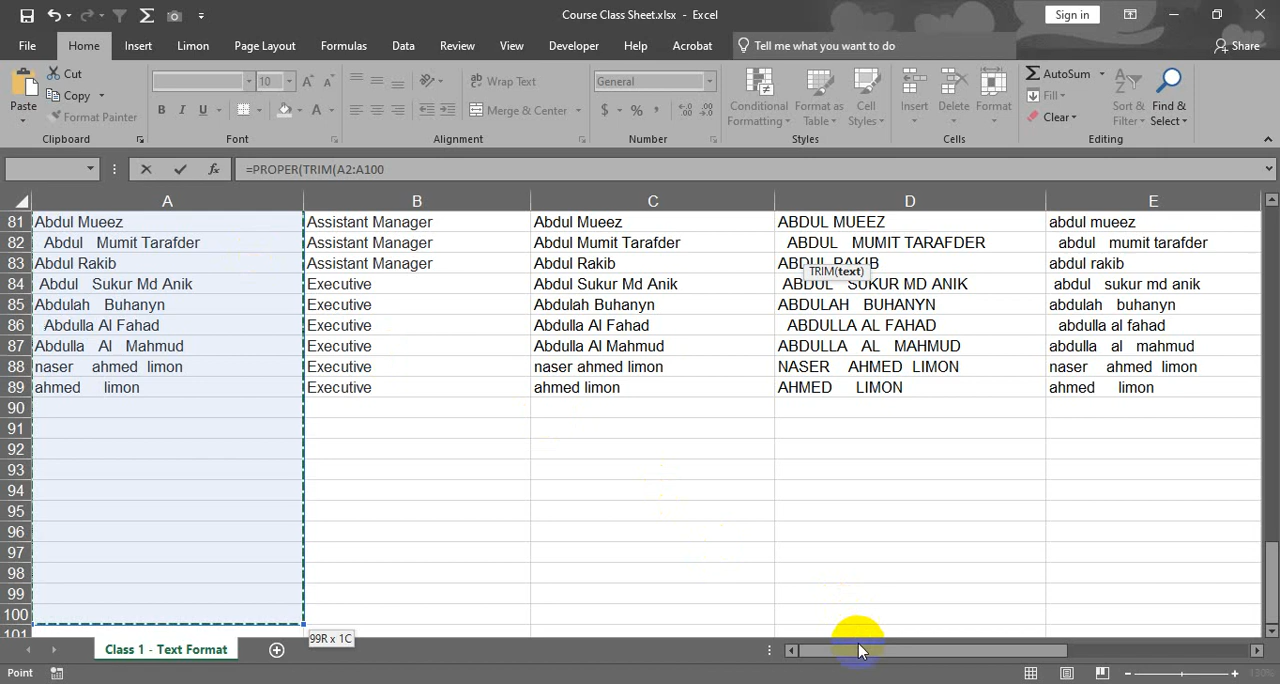 Course Class Sheet.xlsx - Excel
Sign in
File Home Insert Limon Page Layout Formulas Data Review View Developer Help Acrobat Tell me what you want to do Share
Paste Cut Copy Format Painter
10
B I U A
Wrap Text
Merge & Center
General
$ % ,
Conditional Formatting Format as Table Cell Styles
Insert Delete Format
AutoSum Fill Clear
Sort & Filter Find & Select
Clipboard Font Alignment Number Styles Cells Editing
fx =PROPER(TRIM(A2:A100
A B C D E
81 Abdul Mueez Assistant Manager Abdul Mueez ABDUL MUEEZ abdul mueez
82 Abdul Mumit Tarafder Assistant Manager Abdul Mumit Tarafder ABDUL MUMIT TARAFDER abdul mumit tarafder
83 Abdul Rakib Assistant Manager Abdul Rakib ABDUL RAKIB abdul rakib
TRIM(text)
84 Abdul Sukur Md Anik Executive Abdul Sukur Md Anik ABDUL SUKUR MD ANIK abdul sukur md anik
85 Abdulah Buhanyn Executive Abdulah Buhanyn ABDULAH BUHANYN abdulah buhanyn
86 Abdulla Al Fahad Executive Abdulla Al Fahad ABDULLA AL FAHAD abdulla al fahad
87 Abdulla Al Mahmud Executive Abdulla Al Mahmud ABDULLA AL MAHMUD abdulla al mahmud
88 naser ahmed limon Executive naser ahmed limon NASER AHMED LIMON naser ahmed limon
89 ahmed limon Executive ahmed limon AHMED LIMON ahmed limon
90
91
92
93
94
95
96
97
98
99
100
101
99R x 1C
Class 1 - Text Format
Point
130%